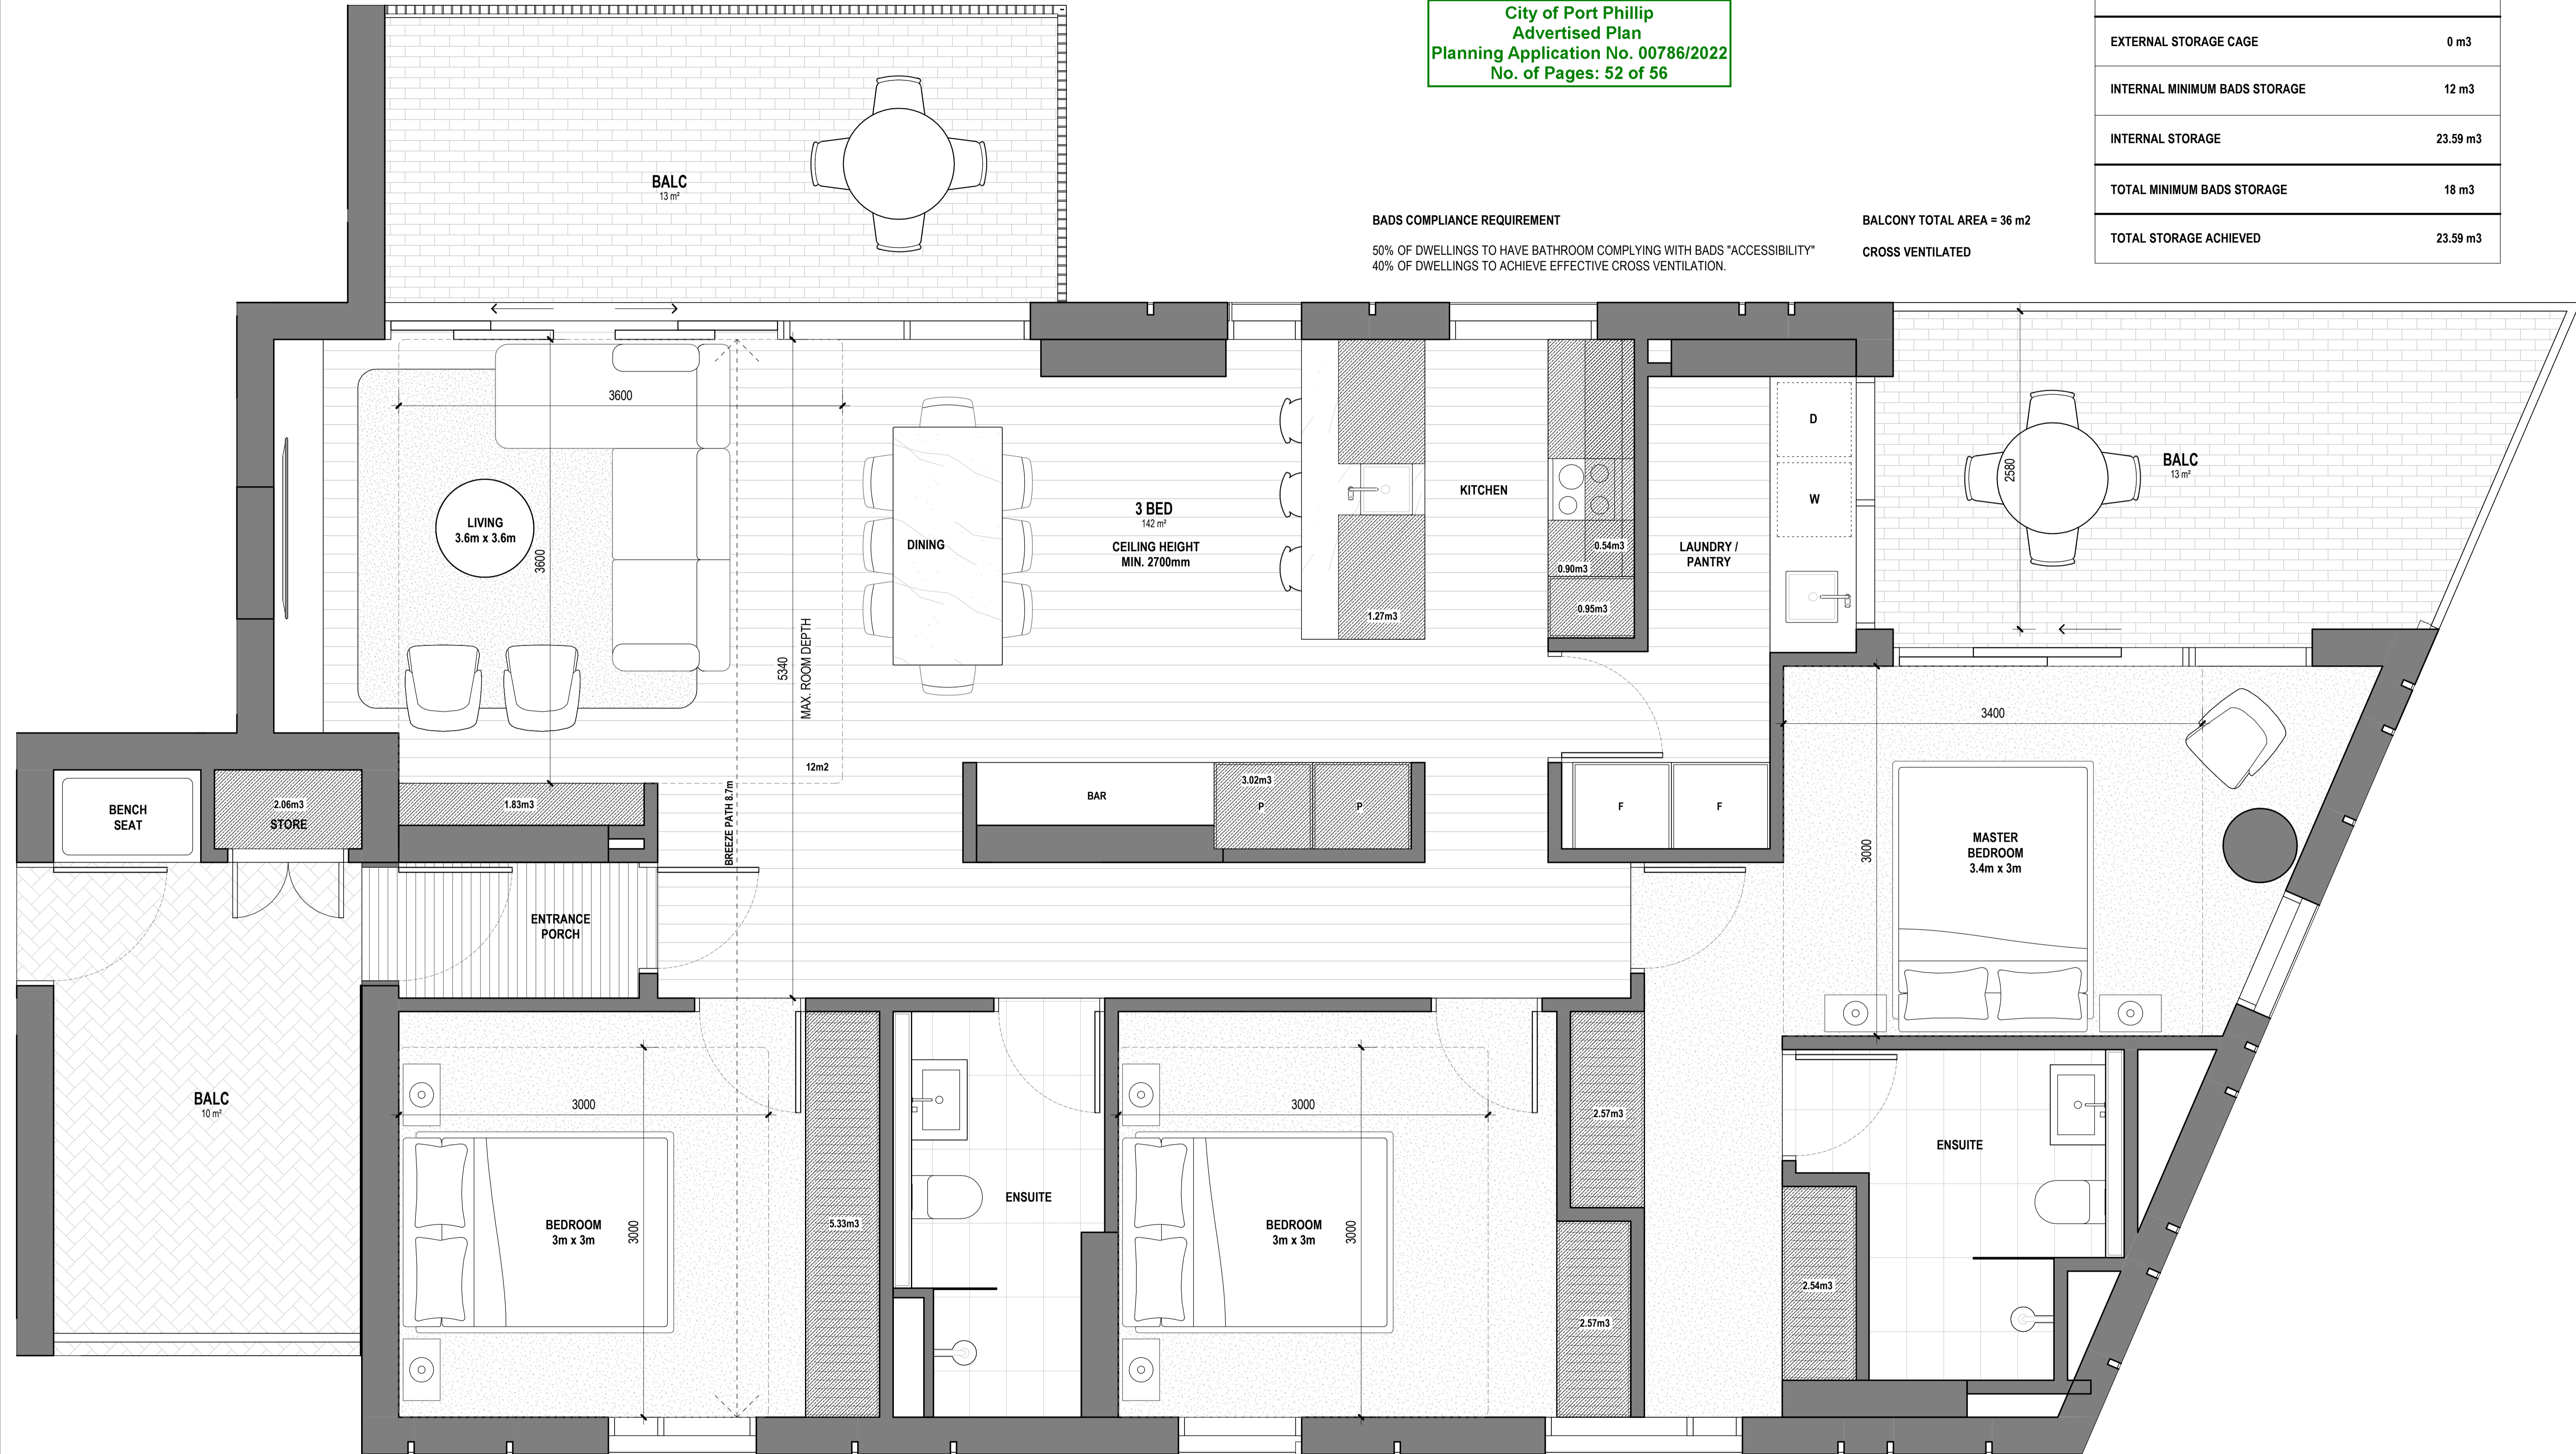 City of Port Phillip
Advertised Plan
Planning Application No. 00786/2022
No. of Pages: 52 of 56
EXTERNAL STORAGE CAGE 0 m3
INTERNAL MINIMUM BADS STORAGE 12 m3
INTERNAL STORAGE 23.59 m3
TOTAL MINIMUM BADS STORAGE 18 m3
TOTAL STORAGE ACHIEVED 23.59 m3
BADS COMPLIANCE REQUIREMENT
50% OF DWELLINGS TO HAVE BATHROOM COMPLYING WITH BADS "ACCESSIBILITY"
40% OF DWELLINGS TO ACHIEVE EFFECTIVE CROSS VENTILATION.
BALCONY TOTAL AREA = 36 m2
CROSS VENTILATED
BALC
13 m²
3600
LIVING
3.6m x 3.6m
3600
5340
MAX. ROOM DEPTH
12m2
BREEZE PATH 8.7m
DINING
3 BED
142 m²
CEILING HEIGHT
MIN. 2700mm
KITCHEN
1.27m3
0.54m3
0.90m3
0.95m3
LAUNDRY /
PANTRY
D
W
2580
BALC
13 m²
BENCH
SEAT
2.06m3
STORE
1.83m3
BAR
3.02m3
P
P
F
F
3400
3000
MASTER
BEDROOM
3.4m x 3m
ENTRANCE
PORCH
BALC
10 m²
3000
BEDROOM
3m x 3m
3000
5.33m3
ENSUITE
3000
BEDROOM
3m x 3m
3000
2.57m3
2.57m3
ENSUITE
2.54m3